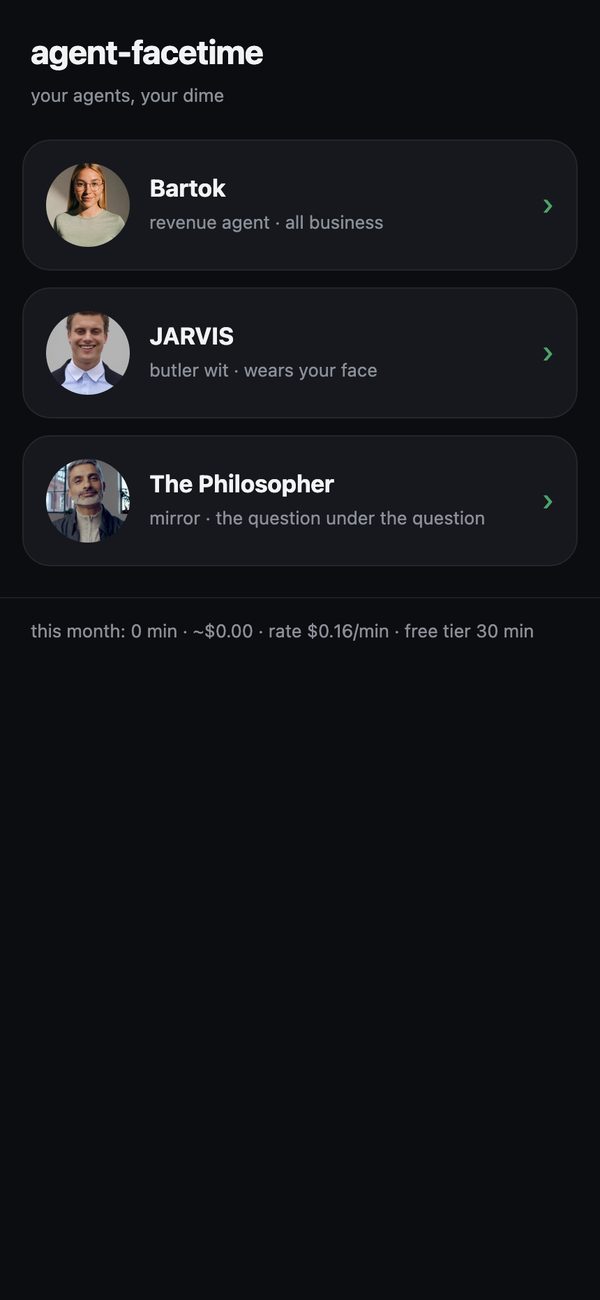 agent-facetime
your agents, your dime
Bartok
revenue agent · all business
JARVIS
butler wit · wears your face
The Philosopher
mirror · the question under the question
this month: 0 min · ~$0.00 · rate $0.16/min · free tier 30 min